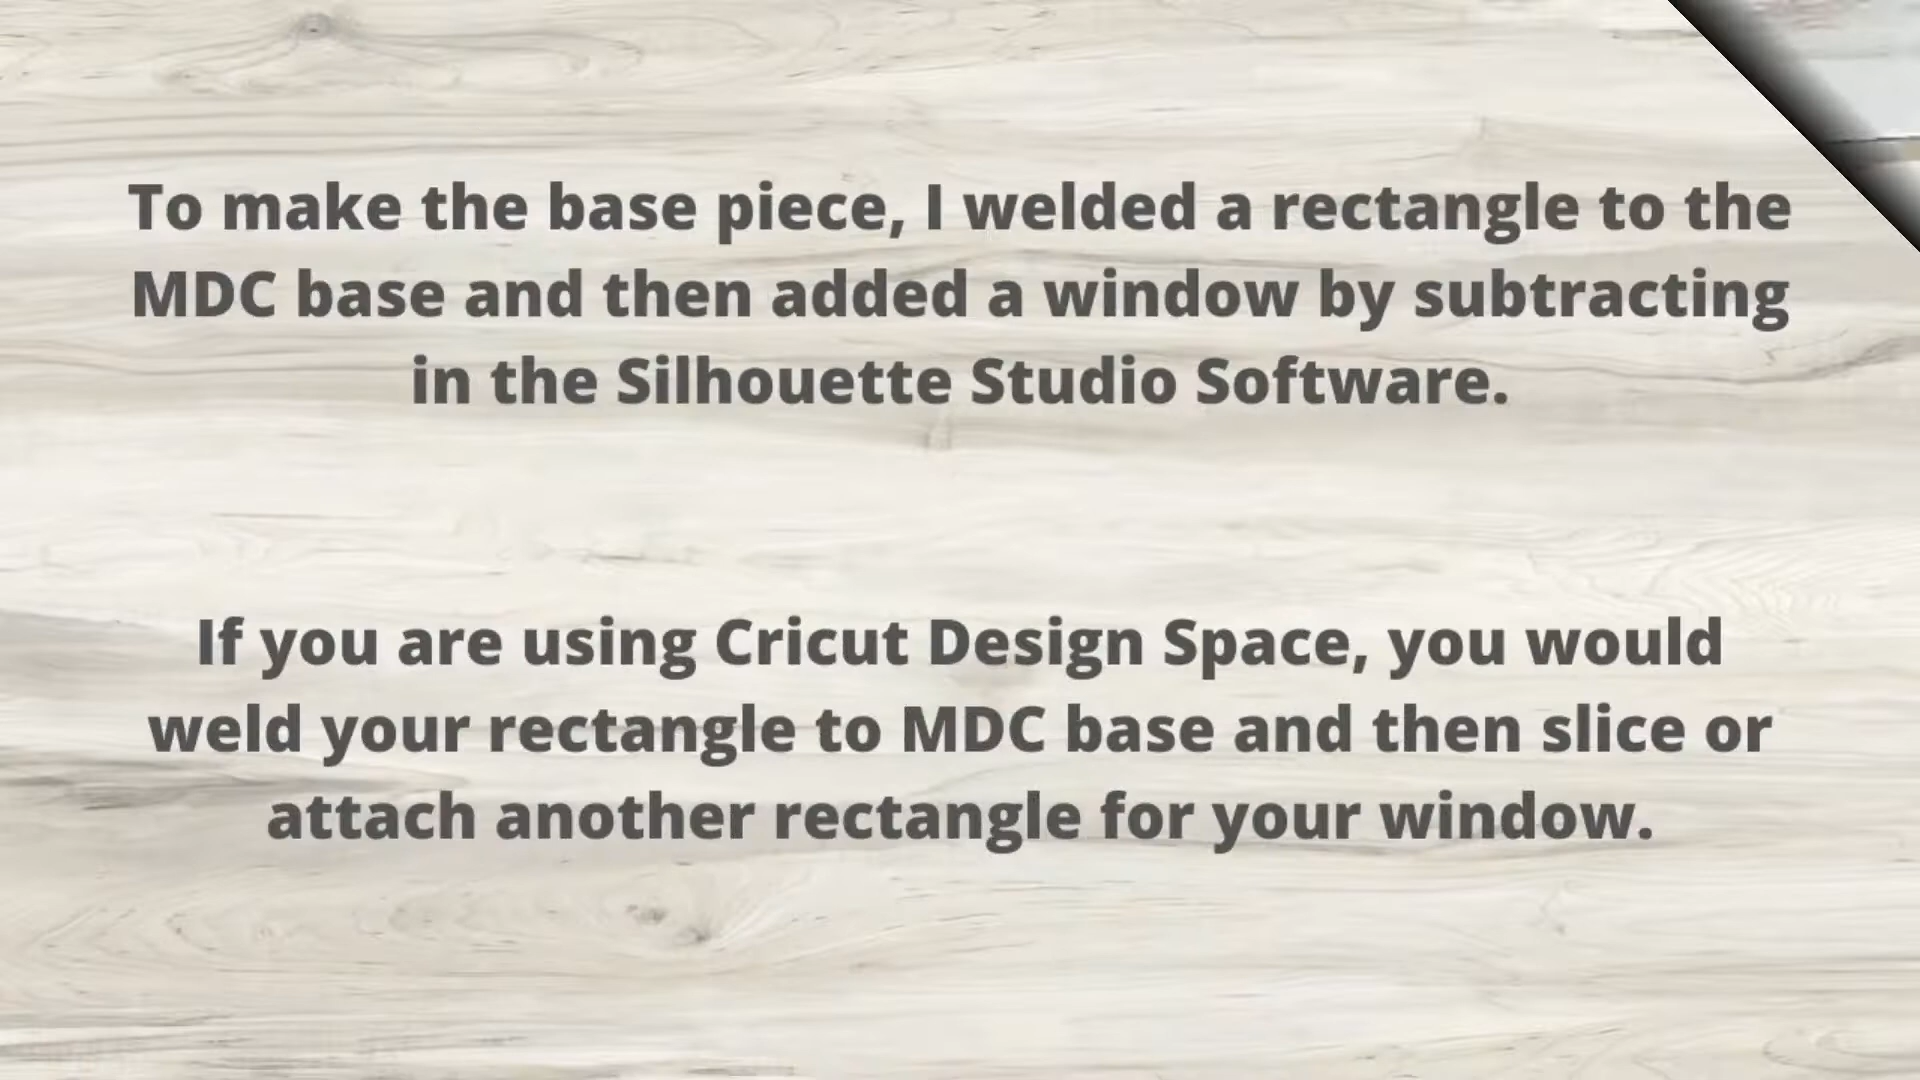 To make the base piece, I welded a rectangle to the
MDC base and then added a window by subtracting
in the Silhouette Studio Software.
If you are using Cricut Design Space, you would
weld your rectangle to MDC base and then slice or
attach another rectangle for your window.